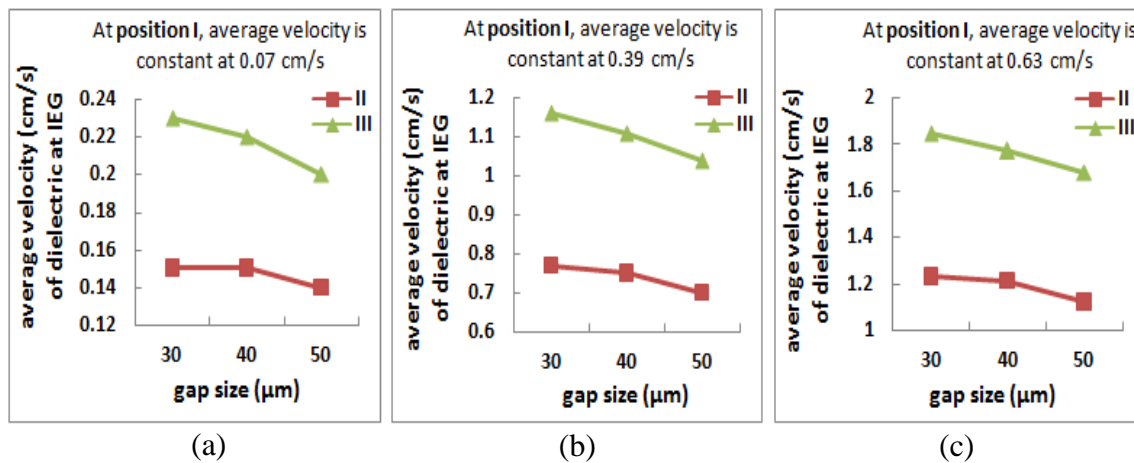 At position I, average velocity is
constant at 0.07 cm/s
average velocity (cm/s)
of dielectric at IEG
0.24
0.22
0.2
0.18
0.16
0.14
0.12
II
III
30 40 50
gap size (µm)
(a)
At position I, average velocity is
constant at 0.39 cm/s
average velocity (cm/s)
of dielectric at IEG
1.2
1.1
1
0.9
0.8
0.7
0.6
II
III
30 40 50
gap size (µm)
(b)
At position I, average velocity is
constant at 0.63 cm/s
average velocity (cm/s)
of dielectric at IEG
2
1.8
1.6
1.4
1.2
1
II
III
30 40 50
gap size (µm)
(c)